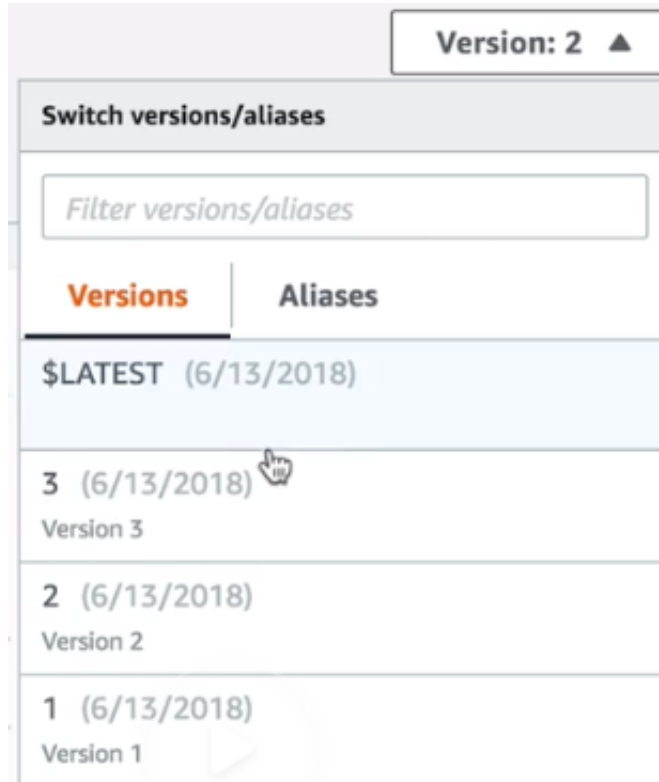 Version: 2 ▲
Switch versions/aliases
Filter versions/aliases
Versions Aliases
$LATEST (6/13/2018)
3 (6/13/2018)
Version 3
2 (6/13/2018)
Version 2
1 (6/13/2018)
Version 1